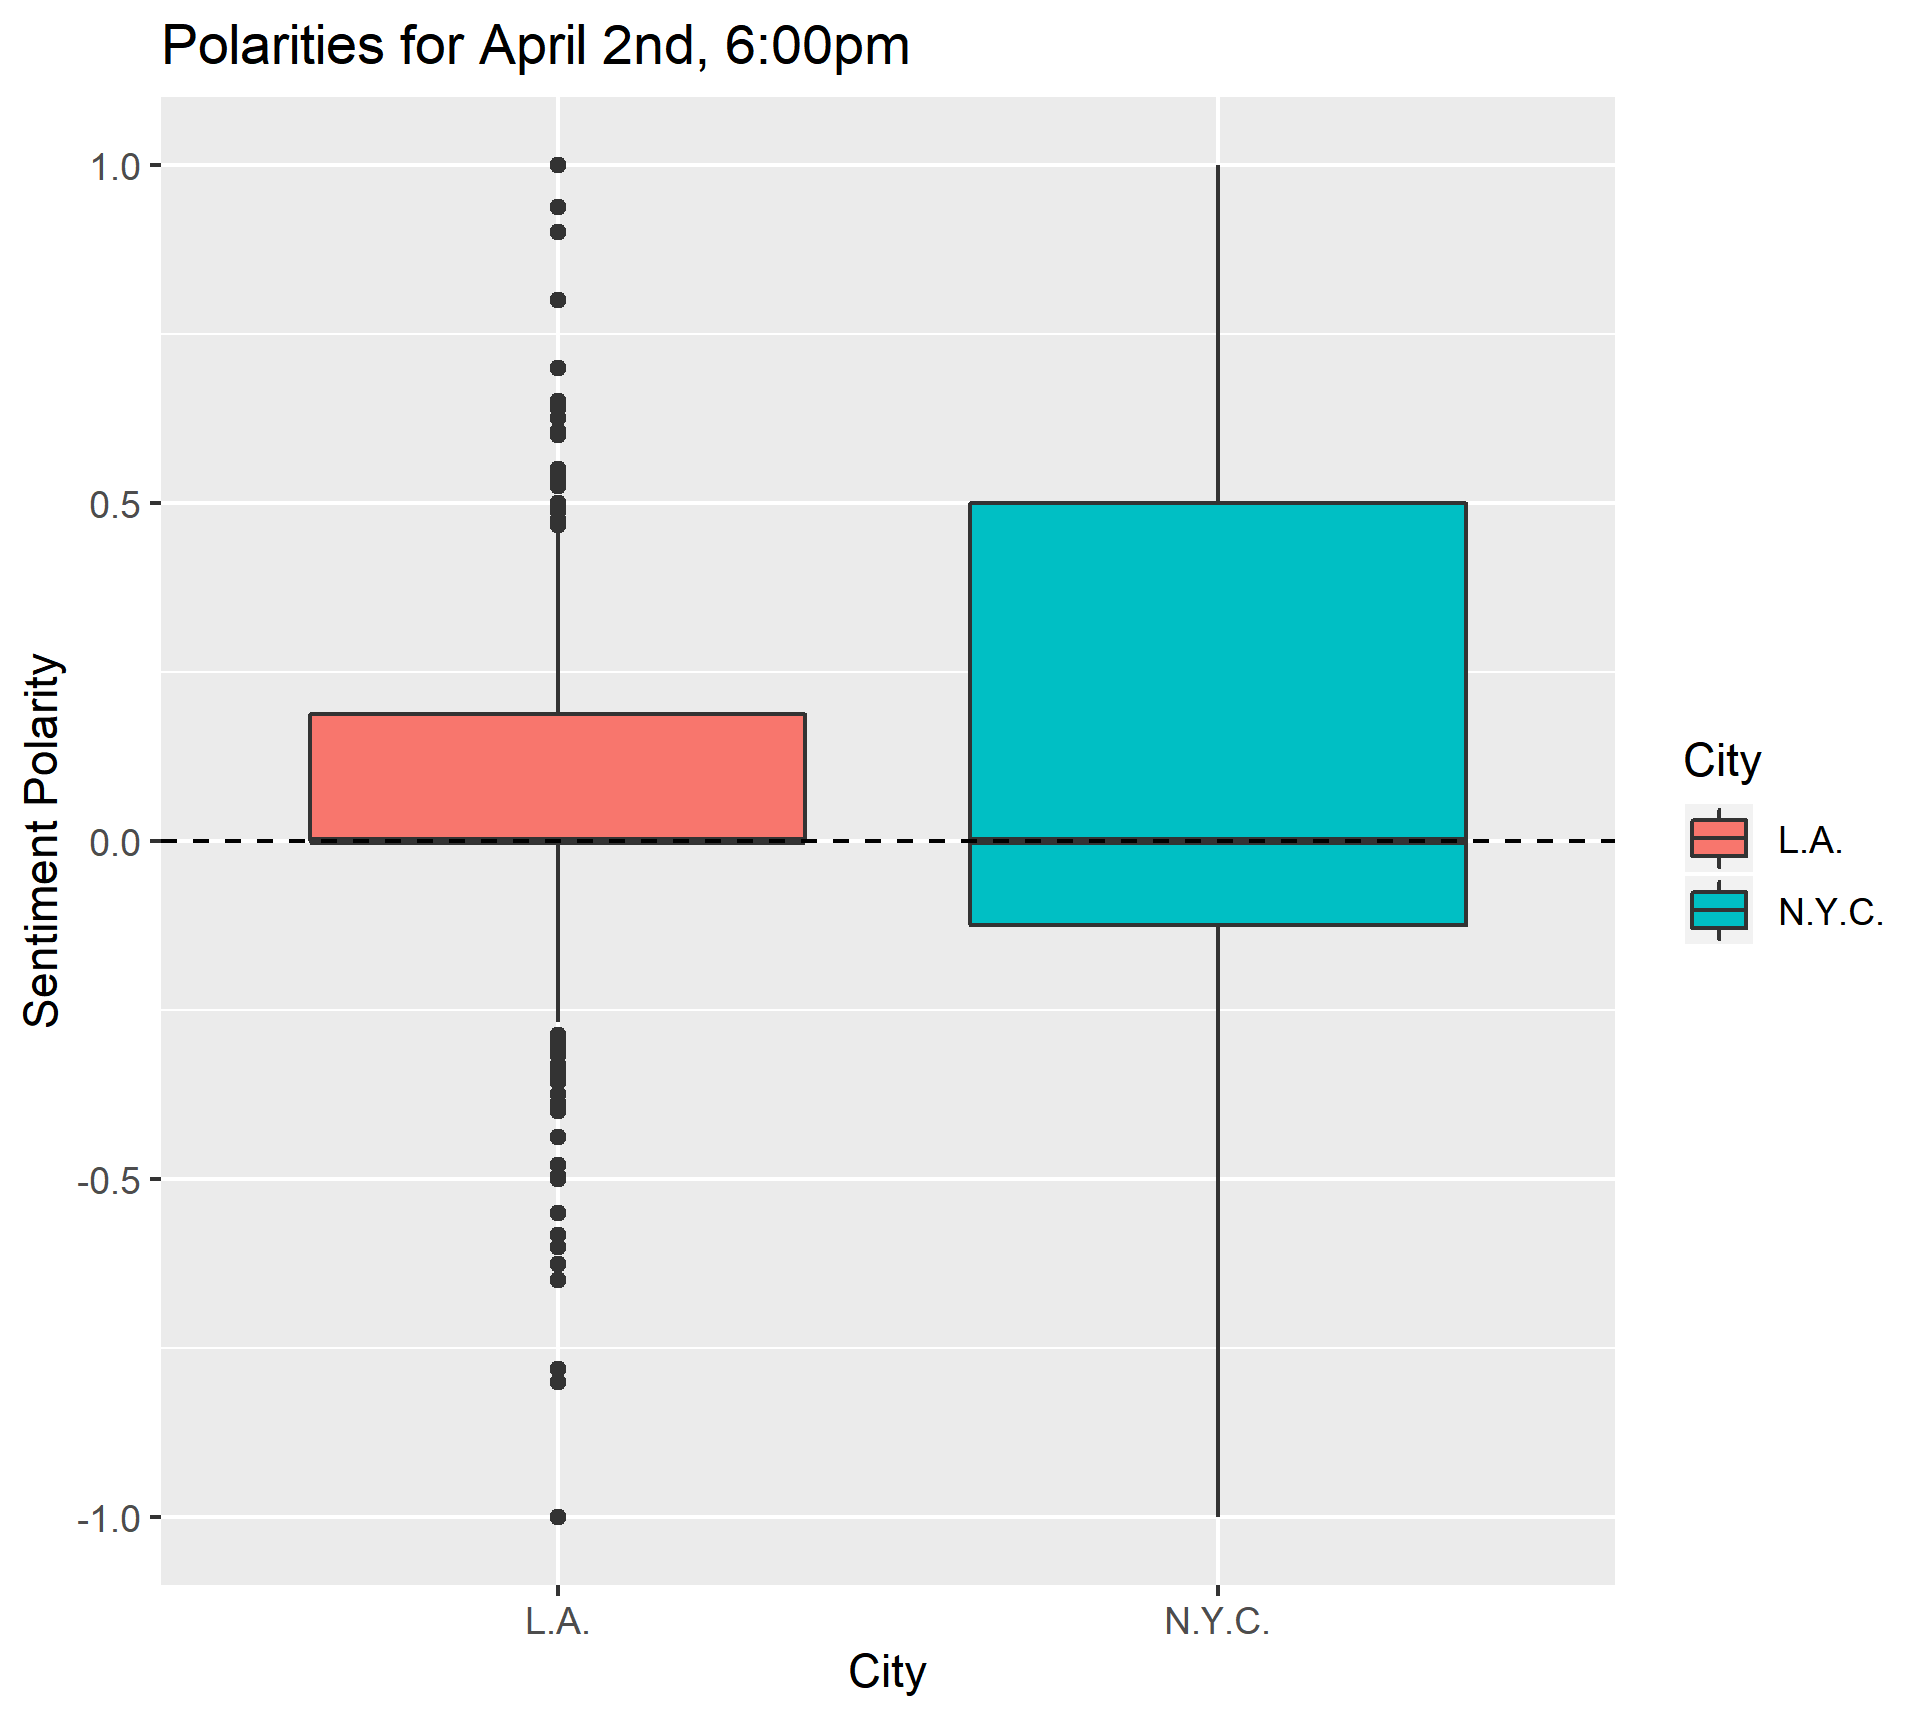 Polarities for April 2nd, 6:00pm
Sentiment Polarity
1.0
0.5
0.0
-0.5
-1.0
L.A.
N.Y.C.
City
City
L.A.
N.Y.C.